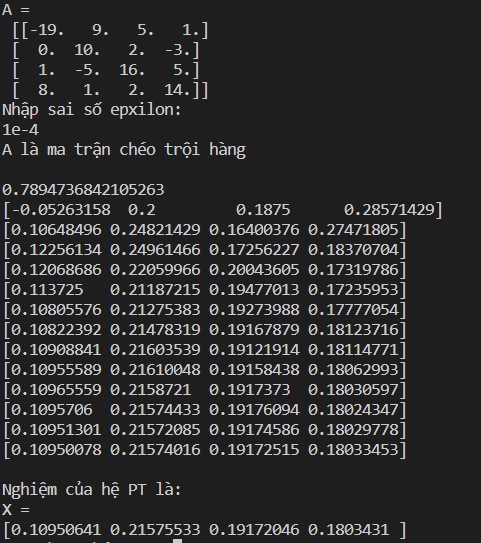 A =
[[-19. 9. 5. 1.]
[ 0. 10. 2. -3.]
[ 1. -5. 16. 5.]
[ 8. 1. 2. 14.]]
Nhập sai số epxilon:
1e-4
A là ma trận chéo trội hàng
0.7894736842105263
[-0.05263158 0.2 0.1875 0.28571429]
[0.10648496 0.24821429 0.16400376 0.27471805]
[0.12256134 0.24961466 0.17256227 0.18370704]
[0.12068686 0.22059966 0.20043605 0.17319786]
[0.113725 0.21187215 0.19477013 0.17235953]
[0.10805576 0.21275383 0.19273988 0.17777054]
[0.10822392 0.21478319 0.19167879 0.18123716]
[0.10908841 0.21603539 0.19121914 0.18114771]
[0.10955589 0.21610048 0.19158438 0.18062993]
[0.10965559 0.2158721 0.1917373 0.18030597]
[0.1095706 0.21574433 0.19176094 0.18024347]
[0.10951301 0.21572085 0.19174586 0.18029778]
[0.10950078 0.21574016 0.19172515 0.18033453]
Nghiệm của hệ PT là:
X =
[0.10950641 0.21575533 0.19172046 0.1803431 ]